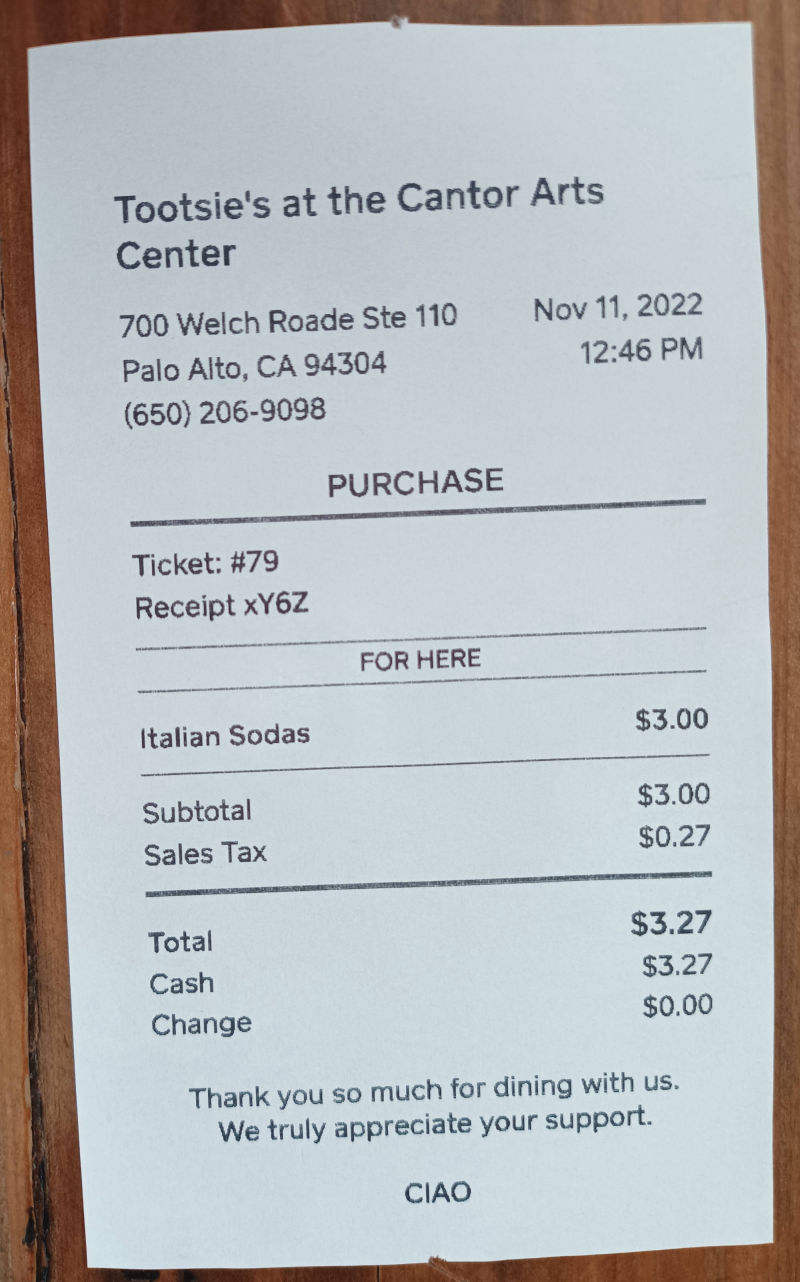 Tootsie's at the Cantor Arts
Center
700 Welch Roade Ste 110
Nov 11, 2022
Palo Alto, CA 94304
12:46 PM
(650) 206-9098
PURCHASE
Ticket: #79
Receipt xY6Z
FOR HERE
Italian Sodas $3.00
Subtotal $3.00
Sales Tax $0.27
Total $3.27
Cash $3.27
Change $0.00
Thank you so much for dining with us.
We truly appreciate your support.
CIAO